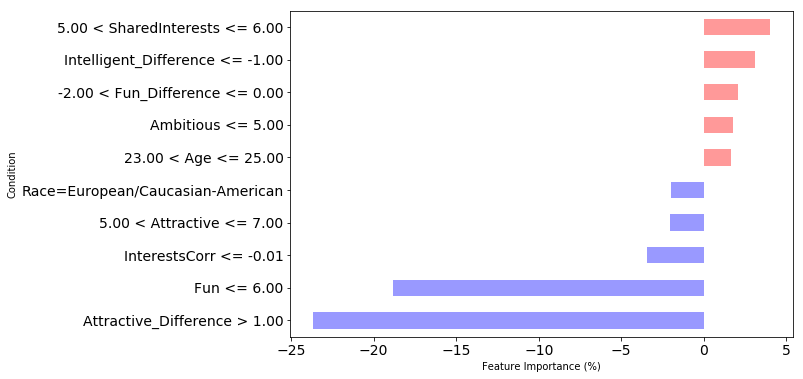 5.00 < SharedInterests <= 6.00
Intelligent_Difference <= -1.00
-2.00 < Fun_Difference <= 0.00
Ambitious <= 5.00
23.00 < Age <= 25.00
Race=European/Caucasian-American
5.00 < Attractive <= 7.00
InterestsCorr <= -0.01
Fun <= 6.00
Attractive_Difference > 1.00
Condition
−25 −20 −15 −10 −5 0 5
Feature Importance (%)